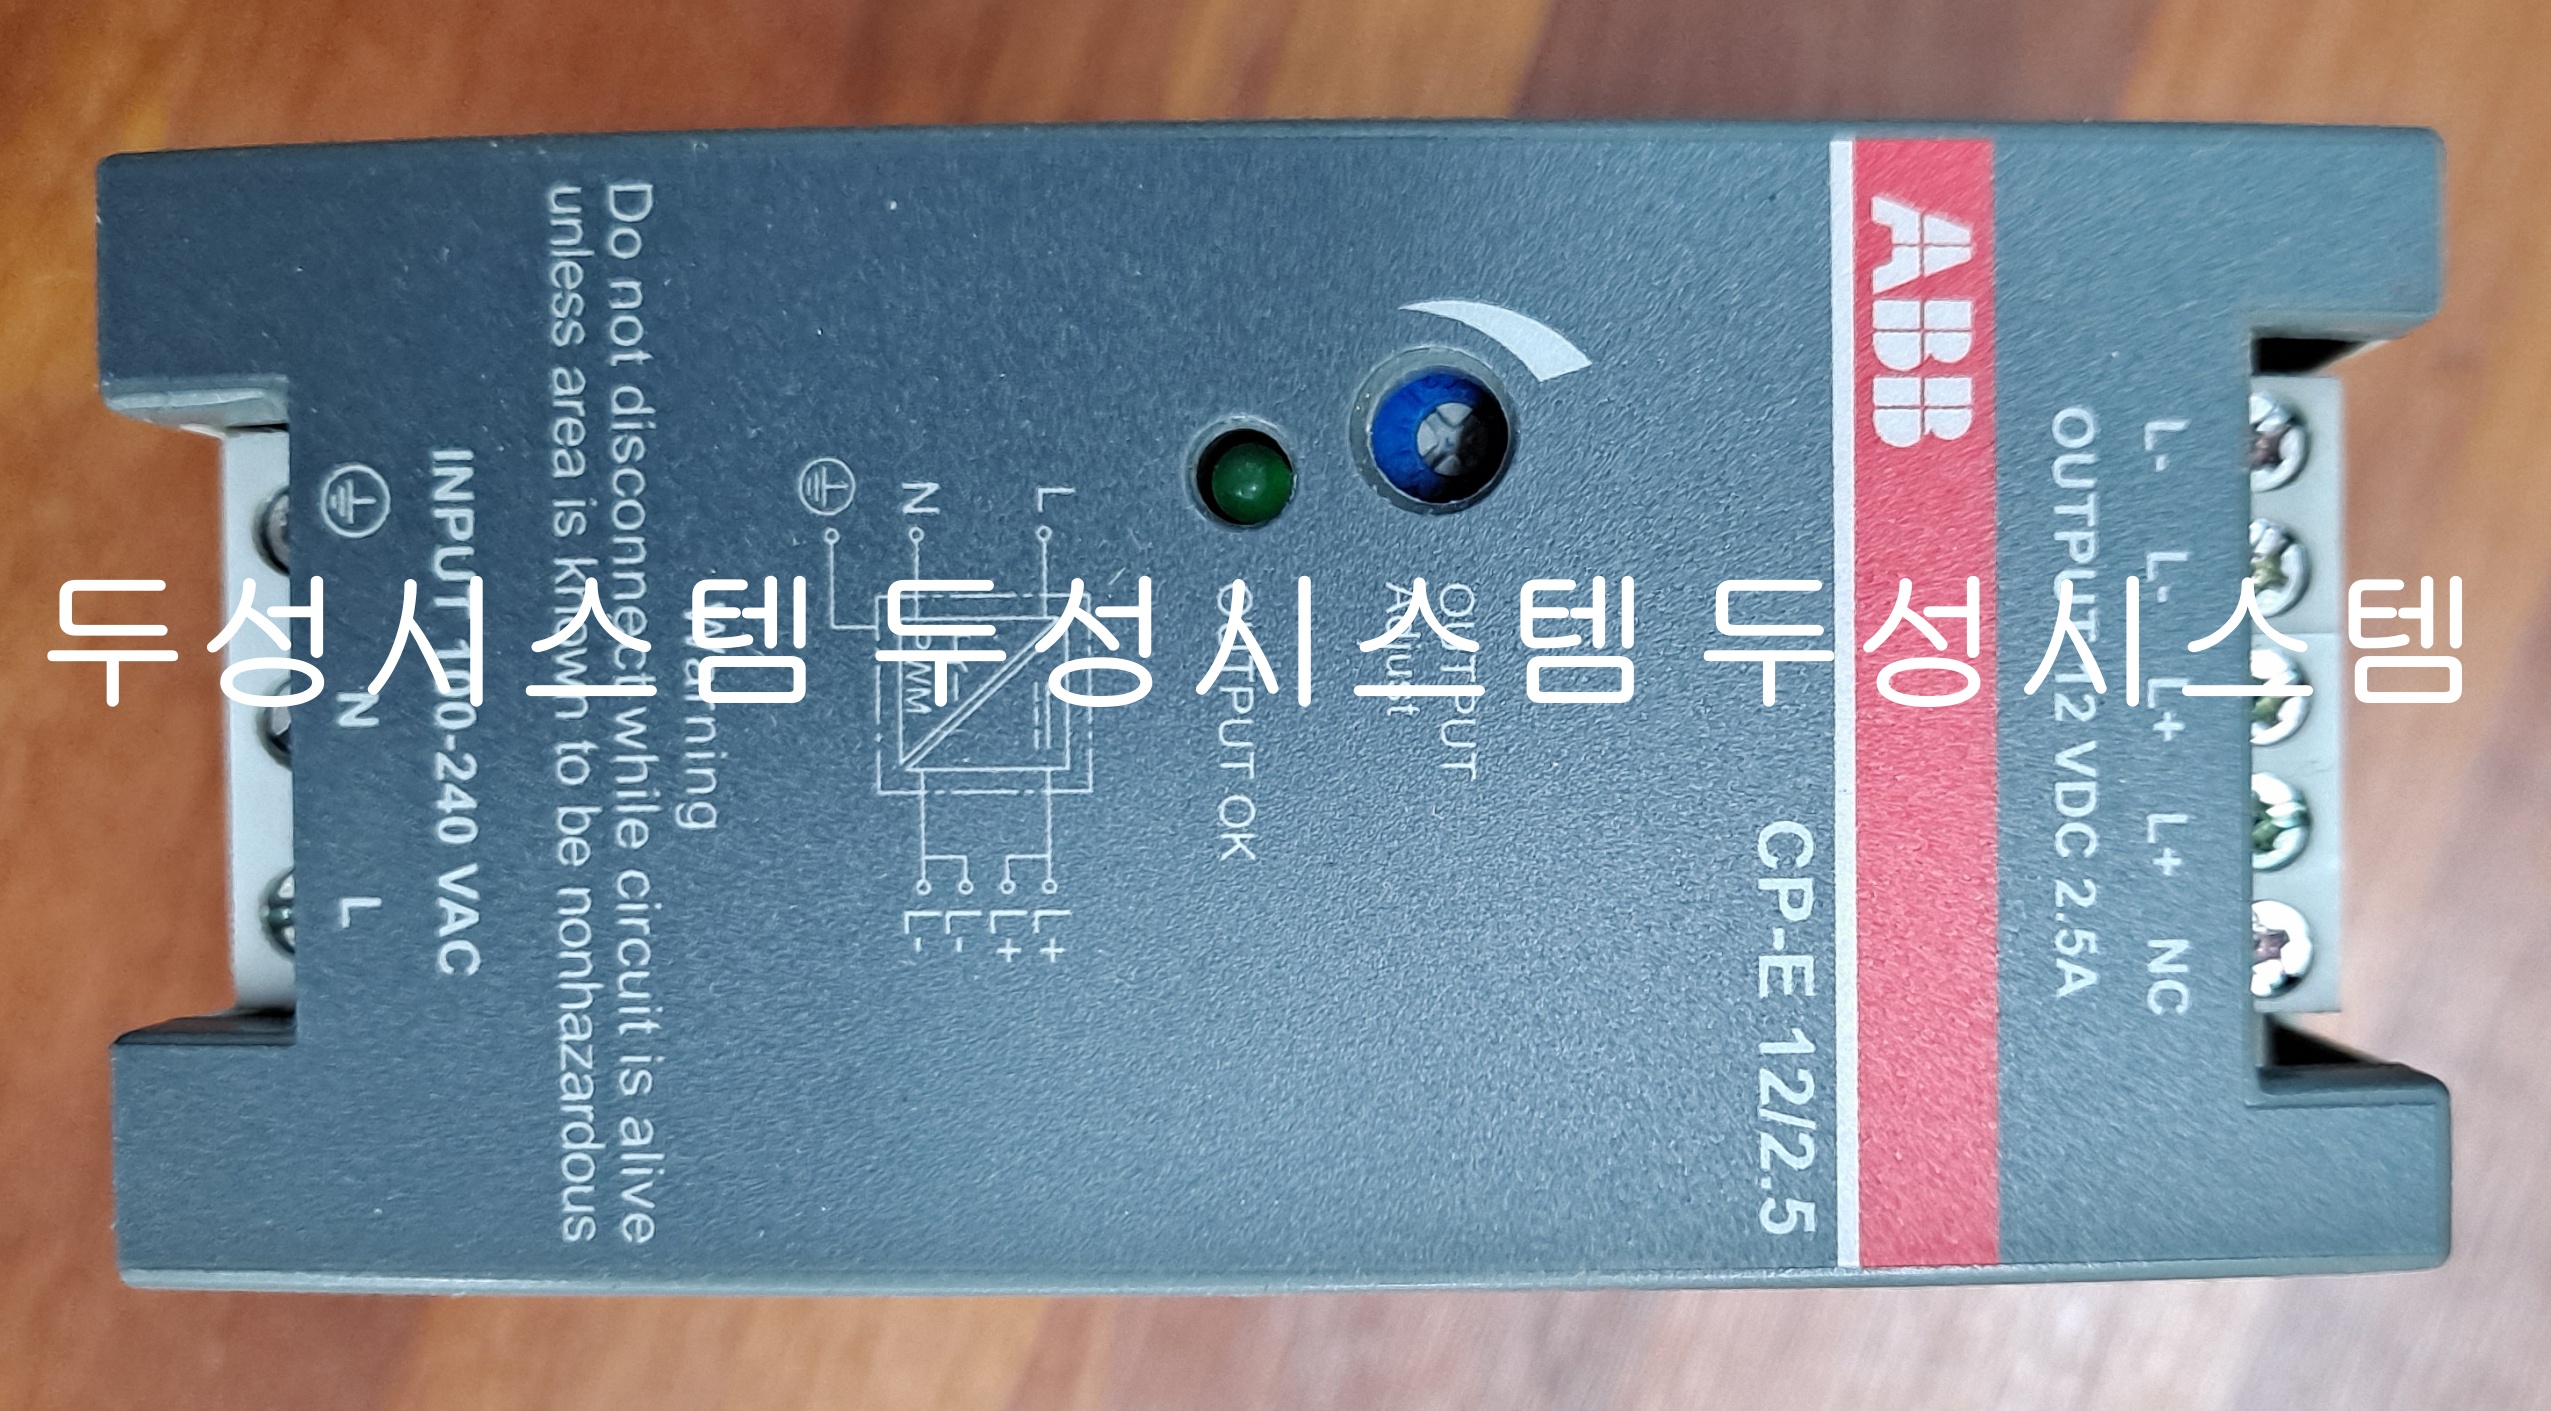 L- L- L+ L+ NC
OUTPUT 12 VDC 2.5A
ABB
CP-E 12/2.5
OUTPUT
Adjust
OUTPUT OK
L
N
PWM
L+
L+
L-
L-
Warning
Do not disconnect while circuit is alive
unless area is known to be nonhazardous
INPUT 100-240 VAC
N L
두성시스템 두성시스템 두성시스템